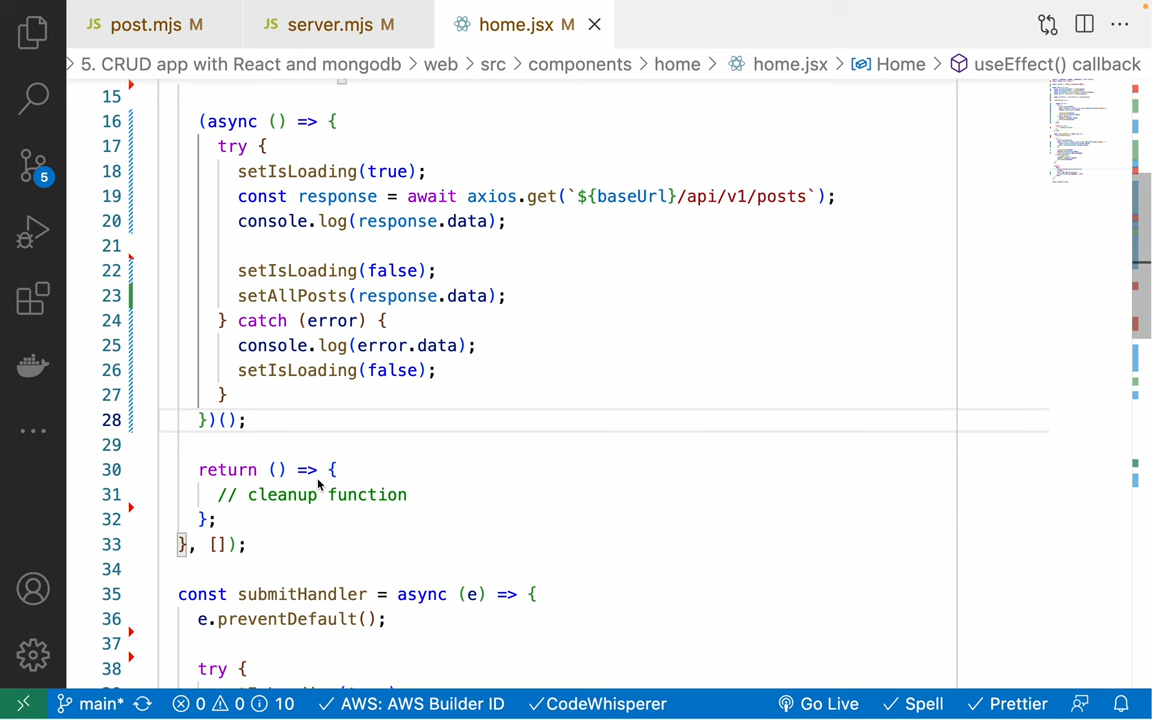 JS post.mjs M JS server.mjs M home.jsx M
5. CRUD app with React and mongodb > web > src > components > home > home.jsx > Home > useEffect() callback
15
16 (async () => {
17 try {
18 setIsLoading(true);
19 const response = await axios.get(`${baseUrl}/api/v1/posts`);
20 console.log(response.data);
21
22 setIsLoading(false);
23 setAllPosts(response.data);
24 } catch (error) {
25 console.log(error.data);
26 setIsLoading(false);
27 }
28 })();
29
30 return () => {
31 // cleanup function
32 };
33 }, []);
34
35 const submitHandler = async (e) => {
36 e.preventDefault();
37
38 try {
5
main* 0 0 10 AWS: AWS Builder ID CodeWhisperer Go Live Spell Prettier